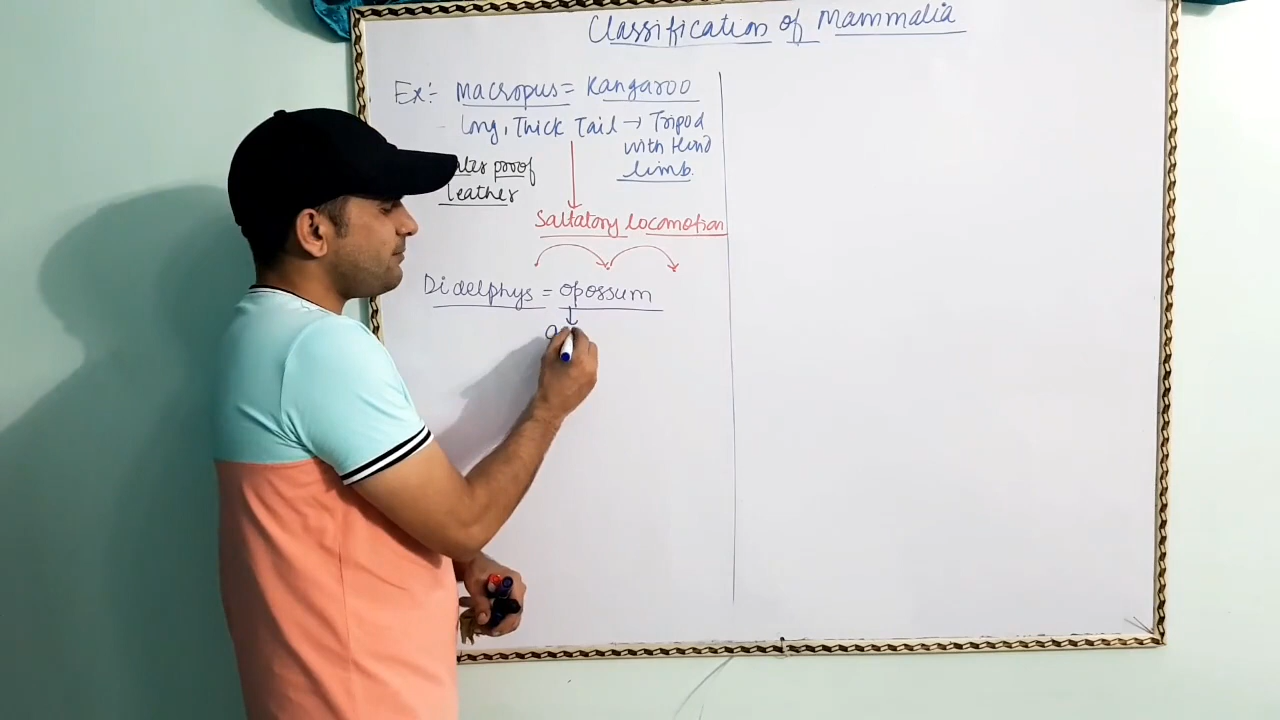 Classification of Mammalia
Ex:- Macropus = Kangaroo
Long, Thick Tail → Tripod
with Hind
limb.
proof
leather
Saltatory locomotion
Didelphys = opossum
↓